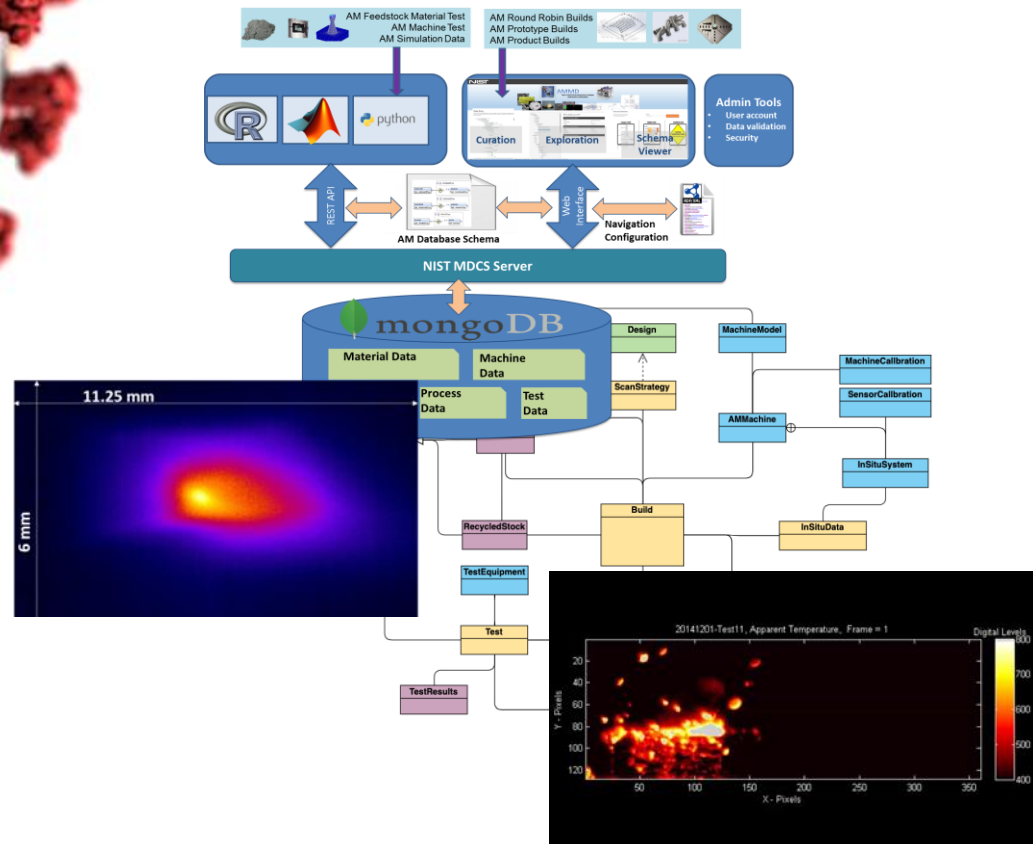 AM Feedstock Material Test
AM Machine Test
AM Simulation Data
AM Round Robin Builds
AM Prototype Builds
AM Product Builds
R
python
NIST
AMMD
Curation
Exploration
Schema
Viewer
Admin Tools
• User account
• Data validation
• Security
REST API
AM Database Schema
Web
Interface
Navigation
Configuration
NIST MDCS Server
mongoDB
Material Data
Machine
Data
Process
Data
Test
Data
Design
MachineModel
ScanStrategy
MachineCalibration
SensorCalibration
AMMachine
InSituSystem
Build
InSituData
RecycledStock
TestEquipment
Test
TestResults
11.25 mm
6 mm
20141201-Test11, Apparent Temperature, Frame = 1
Digital Levels
800
700
600
500
400
Y - Pixels
20
40
60
80
100
120
50
100
150
200
250
300
350
X - Pixels